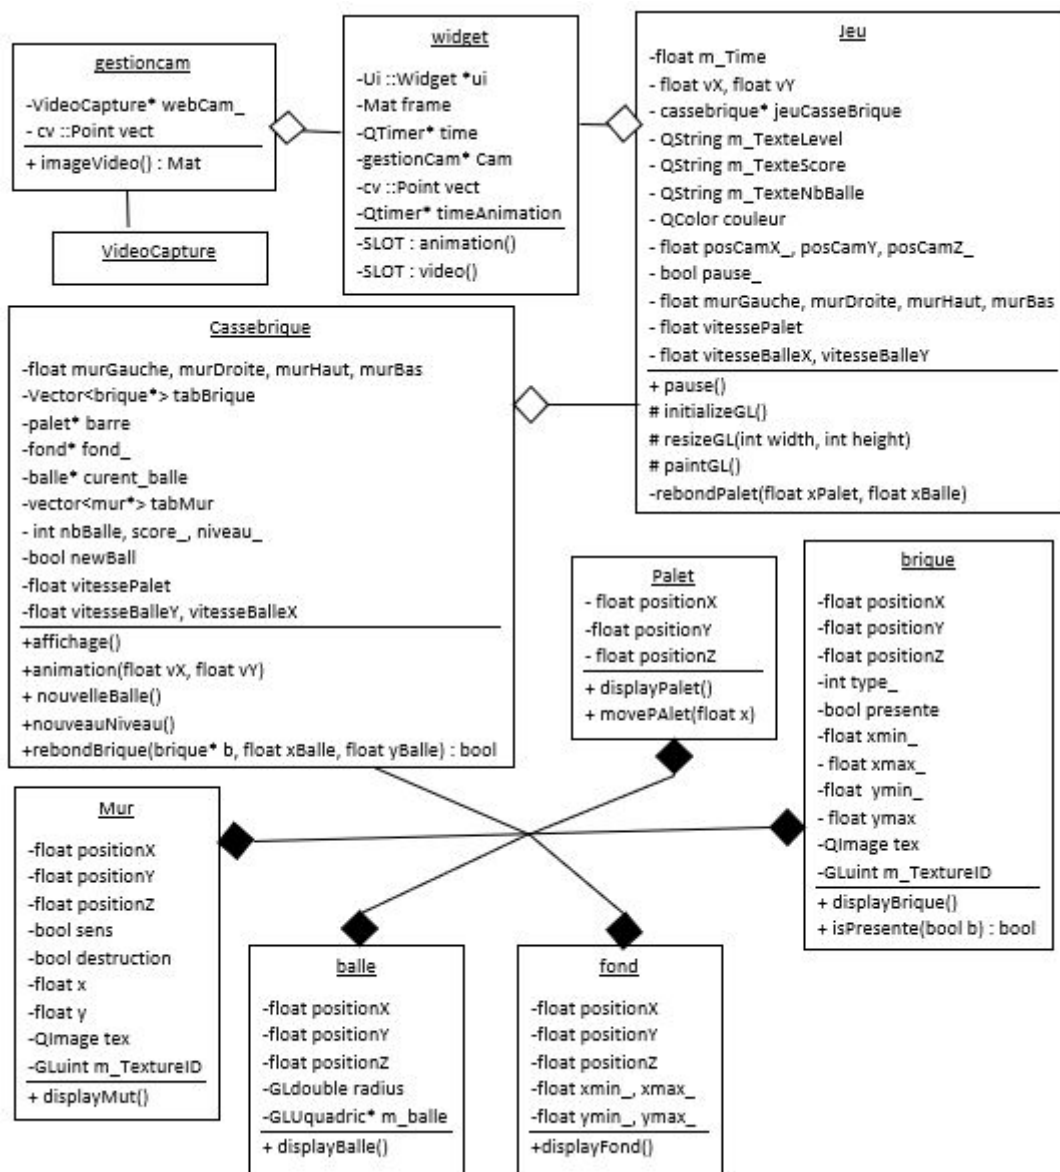 gestioncam
-VideoCapture* webCam_
- cv ::Point vect
+ imageVideo() : Mat
VideoCapture
widget
-Ui ::Widget *ui
-Mat frame
-QTimer* time
-gestionCam* Cam
-cv ::Point vect
-Qtimer* timeAnimation
-SLOT : animation()
-SLOT : video()
Jeu
-float m_Time
- float vX, float vY
- cassebrique* jeuCasseBrique
- QString m_TexteLevel
- QString m_TexteScore
- QString m_TexteNbBalle
- QColor couleur
- float posCamX_, posCamY, posCamZ_
- bool pause_
- float murGauche, murDroite, murHaut, murBas
- float vitessePalet
- float vitesseBalleX, vitesseBalleY
+ pause()
# initializeGL()
# resizeGL(int width, int height)
# paintGL()
-rebondPalet(float xPalet, float xBalle)
Cassebrique
-float murGauche, murDroite, murHaut, murBas
-Vector<brique*> tabBrique
-palet* barre
-fond* fond_
-balle* curent_balle
-vector<mur*> tabMur
- int nbBalle, score_, niveau_
-bool newBall
-float vitessePalet
-float vitesseBalleY, vitesseBalleX
+affichage()
+animation(float vX, float vY)
+ nouvelleBalle()
+nouveauNiveau()
+rebondBrique(brique* b, float xBalle, float yBalle) : bool
Palet
- float positionX
-float positionY
- float positionZ
+ displayPalet()
+ movePAlet(float x)
brique
-float positionX
-float positionY
-float positionZ
-int type_
-bool presente
-float xmin_
- float xmax_
-float  ymin_
- float ymax
-QImage tex
-GLuint m_TextureID
+ displayBrique()
+ isPresente(bool b) : bool
Mur
-float positionX
-float positionY
-float positionZ
-bool sens
-bool destruction
-float x
-float y
-QImage tex
-GLuint m_TextureID
+ displayMut()
balle
-float positionX
-float positionY
-float positionZ
-GLdouble radius
-GLUquadric* m_balle
+ displayBalle()
fond
-float positionX
-float positionY
-float positionZ
-float xmin_, xmax_
-float ymin_, ymax_
+displayFond()